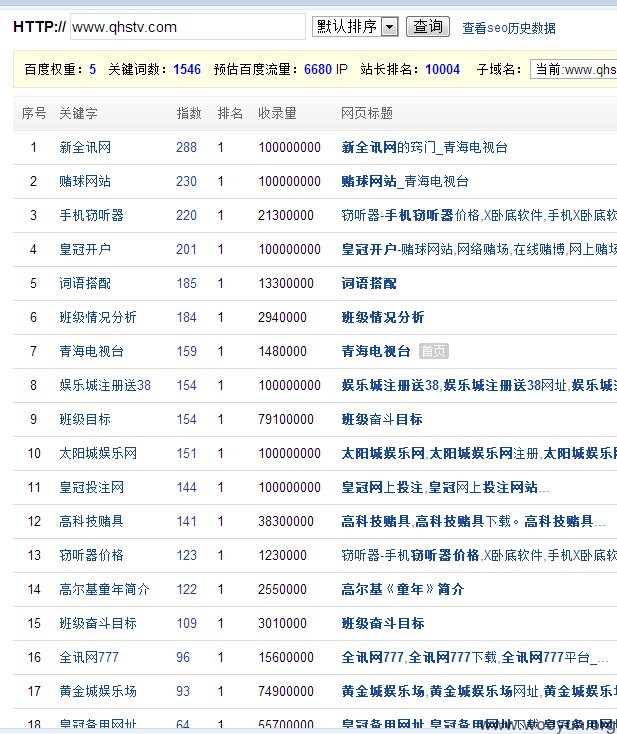 HTTP:// www.qhstv.com 默认排序 查询 查看seo历史数据
百度权重：5 关键词数：1546 预估百度流量：6680 IP 站长排名：10004 子域名： 当前:www.qhs
序号 关键字 指数 排名 收录量 网页标题
1 新全讯网 288 1 100000000 新全讯网的窍门_青海电视台
2 赌球网站 230 1 100000000 赌球网站_青海电视台
3 手机窃听器 220 1 21300000 窃听器-手机窃听器价格,X卧底软件,手机X卧底软
4 皇冠开户 201 1 100000000 皇冠开户-赌球网站,网络赌场,在线赌博,网上赌场
5 词语搭配 185 1 13300000 词语搭配
6 班级情况分析 184 1 2940000 班级情况分析
7 青海电视台 159 1 1480000 青海电视台 首页
8 娱乐城注册送38 154 1 100000000 娱乐城注册送38,娱乐城注册送38网址,娱乐城
9 班级目标 154 1 79100000 班级奋斗目标
10 太阳城娱乐网 151 1 100000000 太阳城娱乐网,太阳城娱乐网注册,太阳城娱乐网
11 皇冠投注网 144 1 100000000 皇冠网上投注,皇冠网上投注网站...
12 高科技赌具 141 1 38300000 高科技赌具,高科技赌具下载。高科技赌具...
13 窃听器价格 123 1 1230000 窃听器-手机窃听器价格,X卧底软件,手机X卧底软
14 高尔基童年简介 122 1 2550000 高尔基《童年》简介
15 班级奋斗目标 109 1 3010000 班级奋斗目标
16 全讯网777 96 1 15600000 全讯网777,全讯网777下载,全讯网777平台_...
17 黄金城娱乐场 93 1 74900000 黄金城娱乐场,黄金城娱乐场网址,黄金城娱乐场
18 皇冠备用网址 64 1 55700000 皇冠备用网址,皇冠备用网址下载,皇冠备用
www.wooyun.org